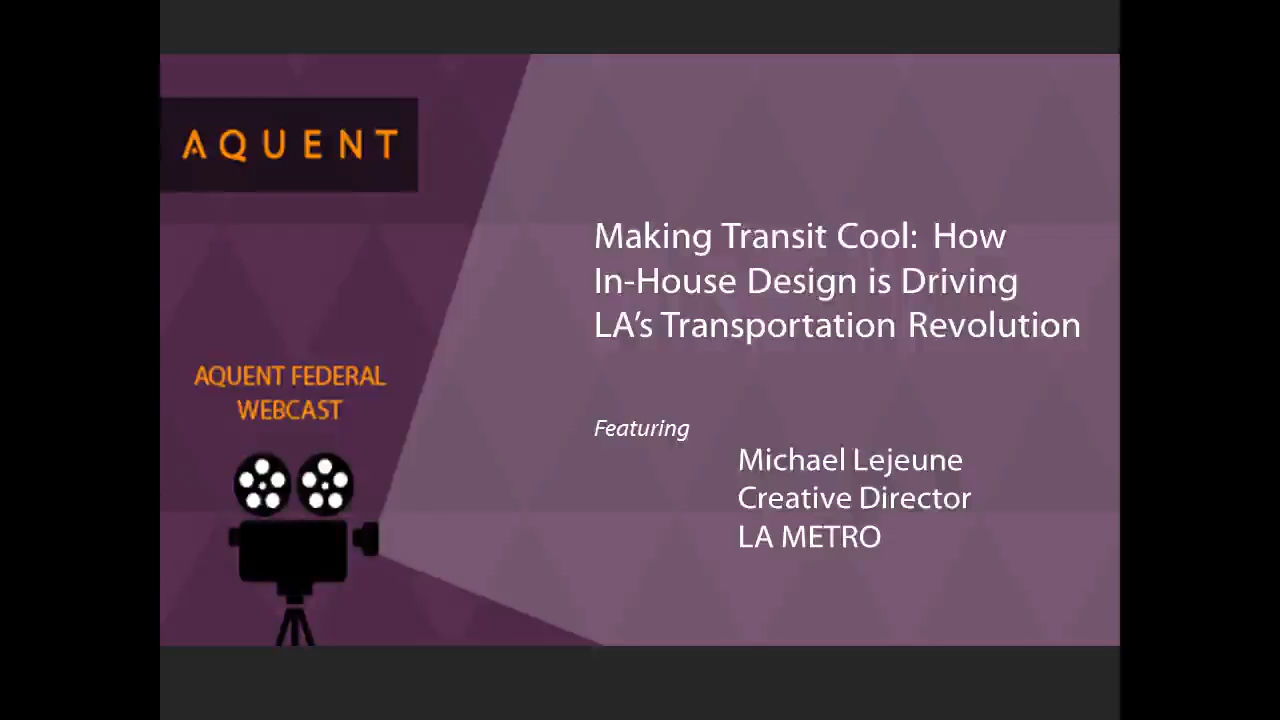 AQUENT
AQUENT FEDERAL
WEBCAST
Making Transit Cool: How
In-House Design is Driving
LA’s Transportation Revolution
Featuring
Michael Lejeune
Creative Director
LA METRO